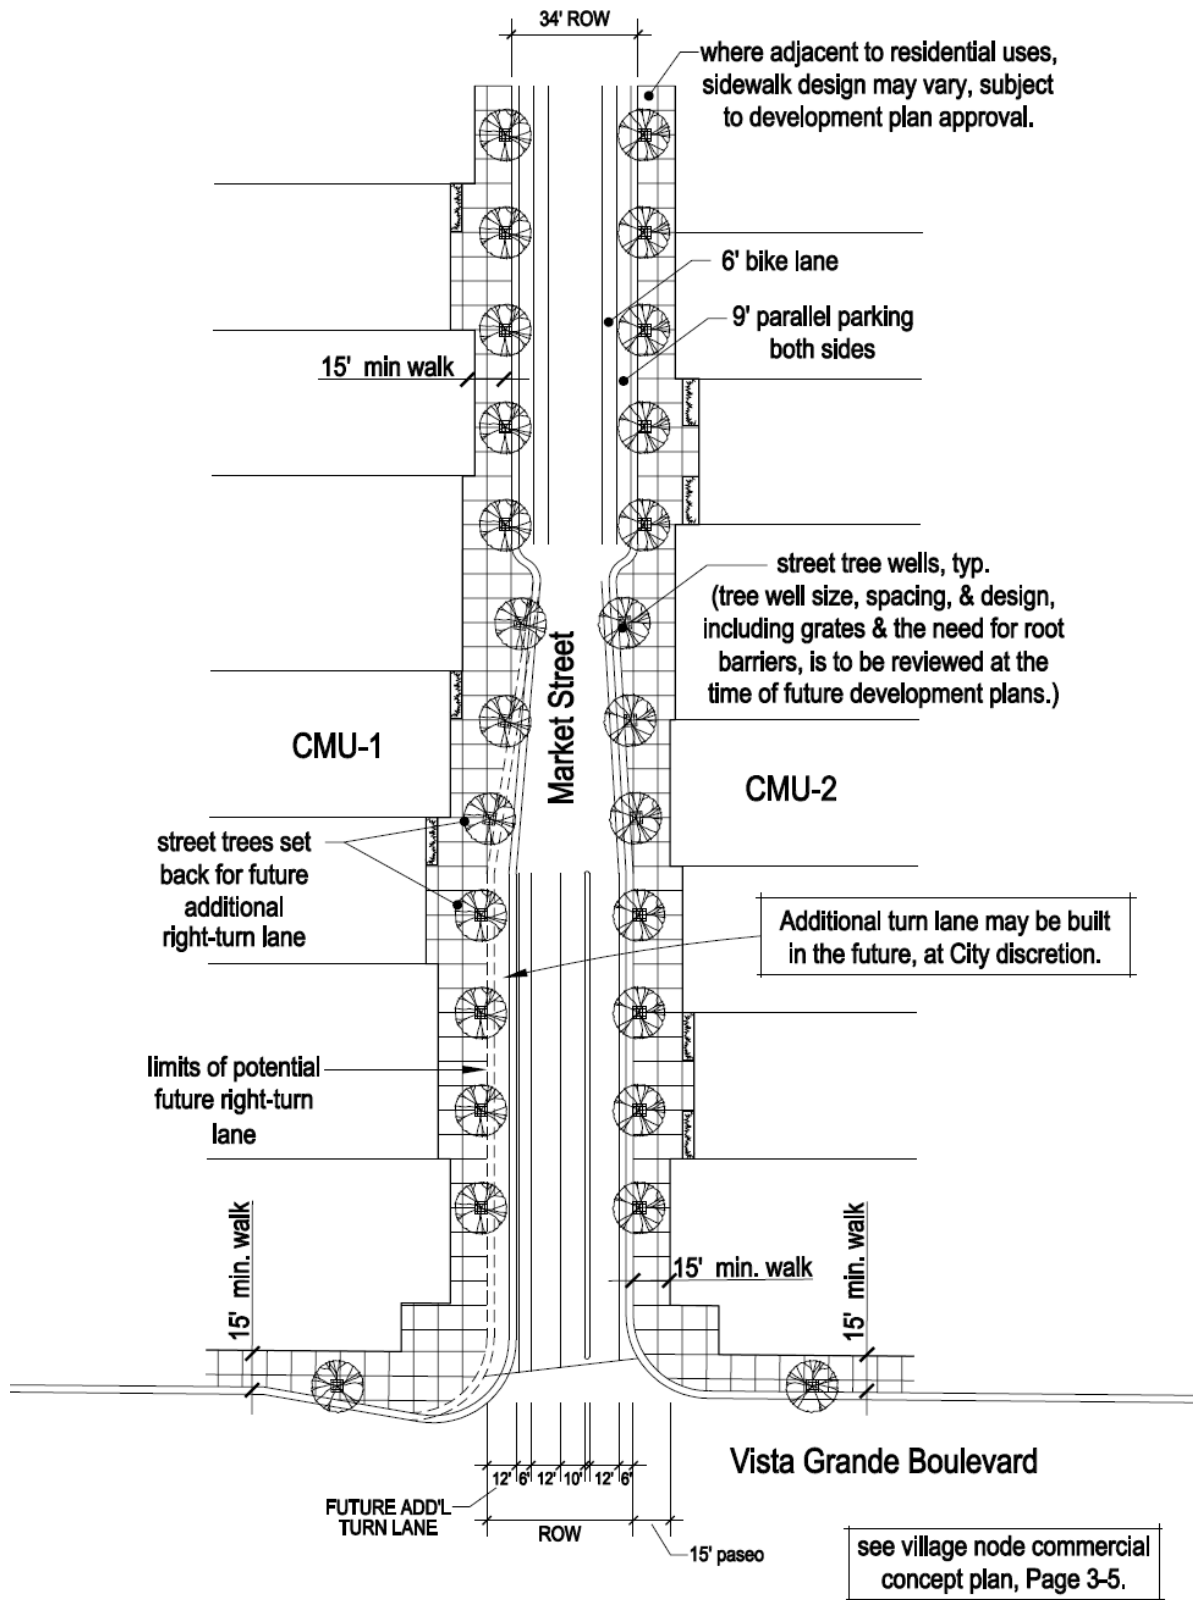 34' ROW
where adjacent to residential uses,
sidewalk design may vary, subject
to development plan approval.
6' bike lane
9' parallel parking
both sides
15' min walk
street tree wells, typ.
(tree well size, spacing, & design,
including grates & the need for root
barriers, is to be reviewed at the
time of future development plans.)
Market Street
CMU-1
CMU-2
street trees set
back for future
additional
right-turn lane
Additional turn lane may be built
in the future, at City discretion.
limits of potential
future right-turn
lane
15' min. walk
15' min. walk
15' min. walk
Vista Grande Boulevard
12' 6' 12' 10' 12' 6'
FUTURE ADD'L
TURN LANE
ROW
15' paseo
see village node commercial
concept plan, Page 3-5.